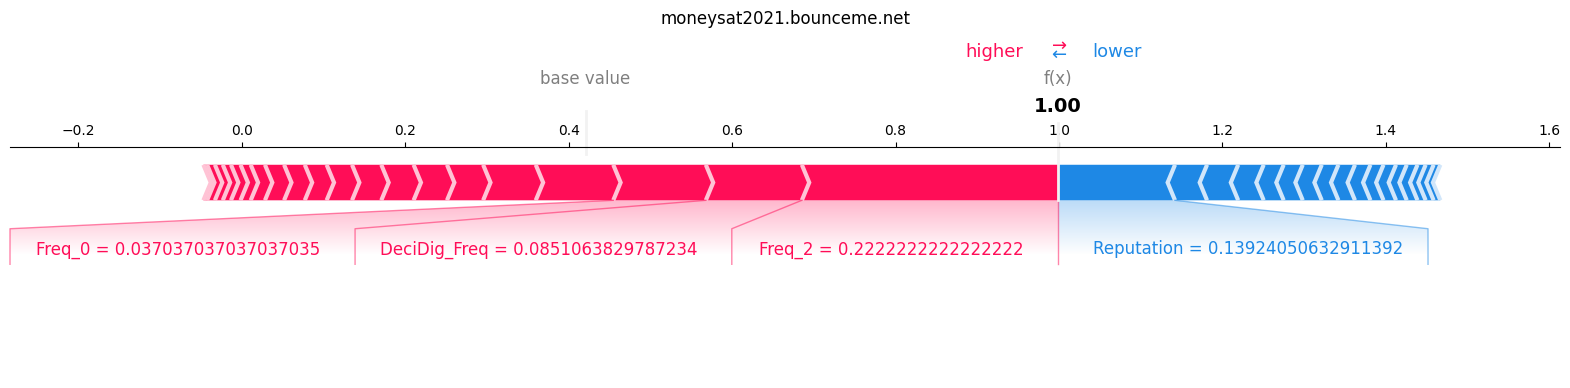 moneysat2021.bounceme.net
higher ⇄ lower
base value f(x)
1.00
−0.2 0.0 0.2 0.4 0.6 0.8 1.0 1.2 1.4 1.6
Freq_0 = 0.037037037037037035 DeciDig_Freq = 0.0851063829787234 Freq_2 = 0.2222222222222222 Reputation = 0.13924050632911392